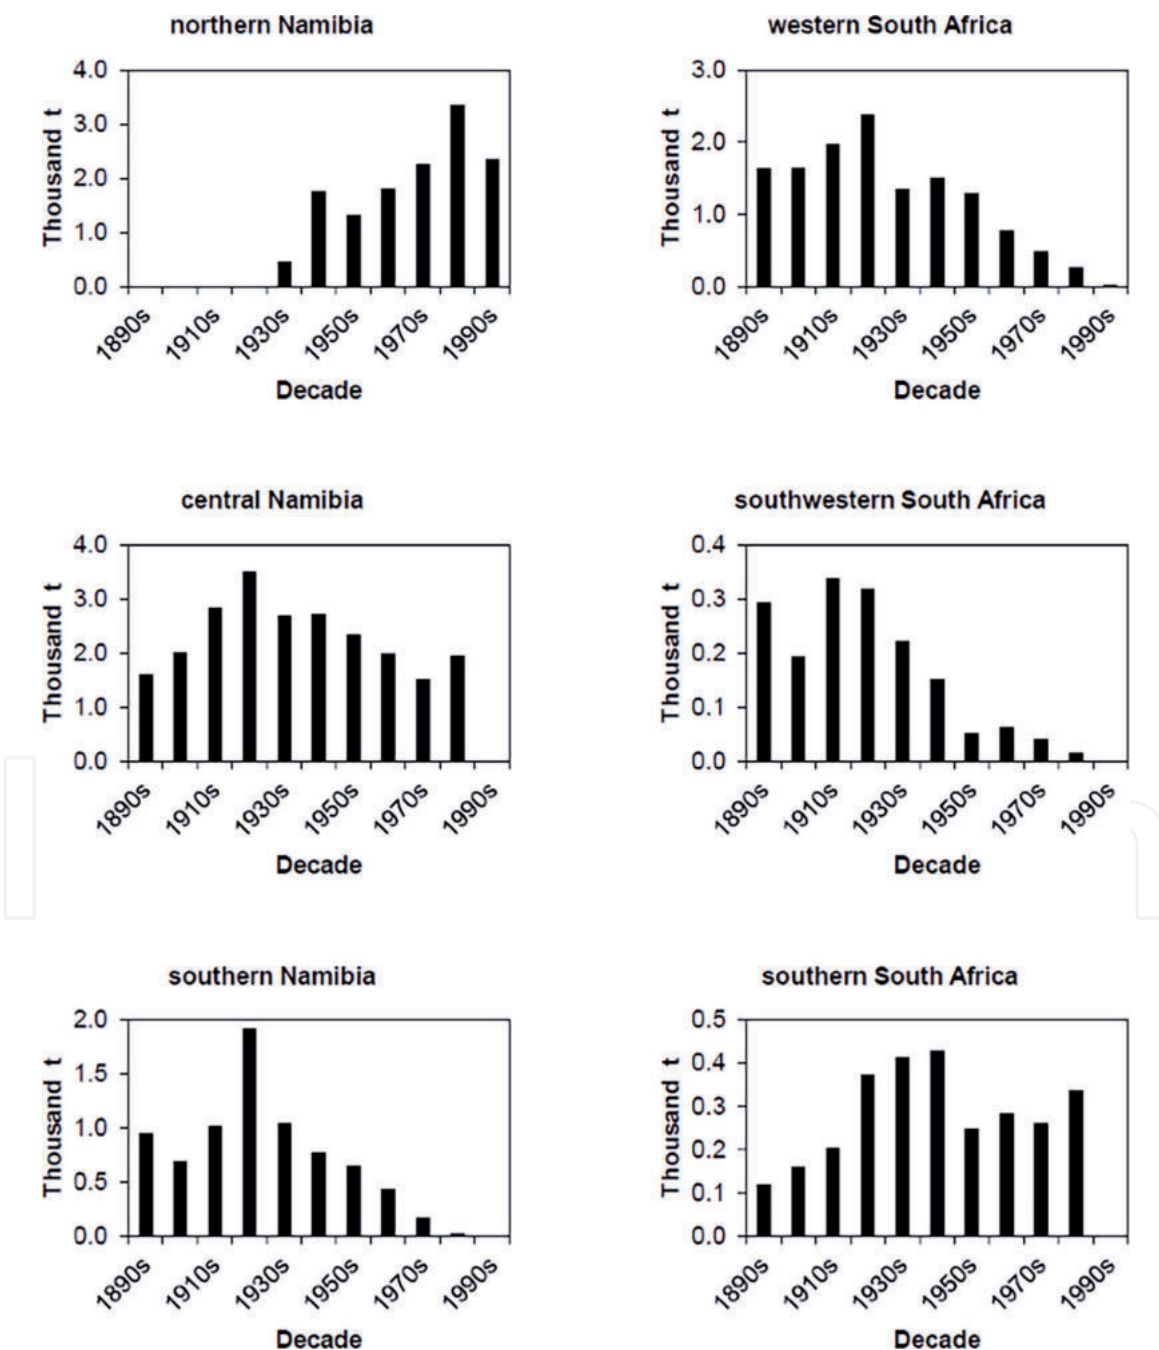 northern Namibia
4.0
3.0
2.0
1.0
0.0
Thousand t
1890s 1910s 1930s 1950s 1970s 1990s
Decade
western South Africa
3.0
2.0
1.0
0.0
Thousand t
1890s 1910s 1930s 1950s 1970s 1990s
Decade
central Namibia
4.0
3.0
2.0
1.0
0.0
Thousand t
1890s 1910s 1930s 1950s 1970s 1990s
Decade
southwestern South Africa
0.4
0.3
0.2
0.1
0.0
Thousand t
1890s 1910s 1930s 1950s 1970s 1990s
Decade
southern Namibia
2.0
1.5
1.0
0.5
0.0
Thousand t
1890s 1910s 1930s 1950s 1970s 1990s
Decade
southern South Africa
0.5
0.4
0.3
0.2
0.1
0.0
Thousand t
1890s 1910s 1930s 1950s 1970s 1990s
Decade